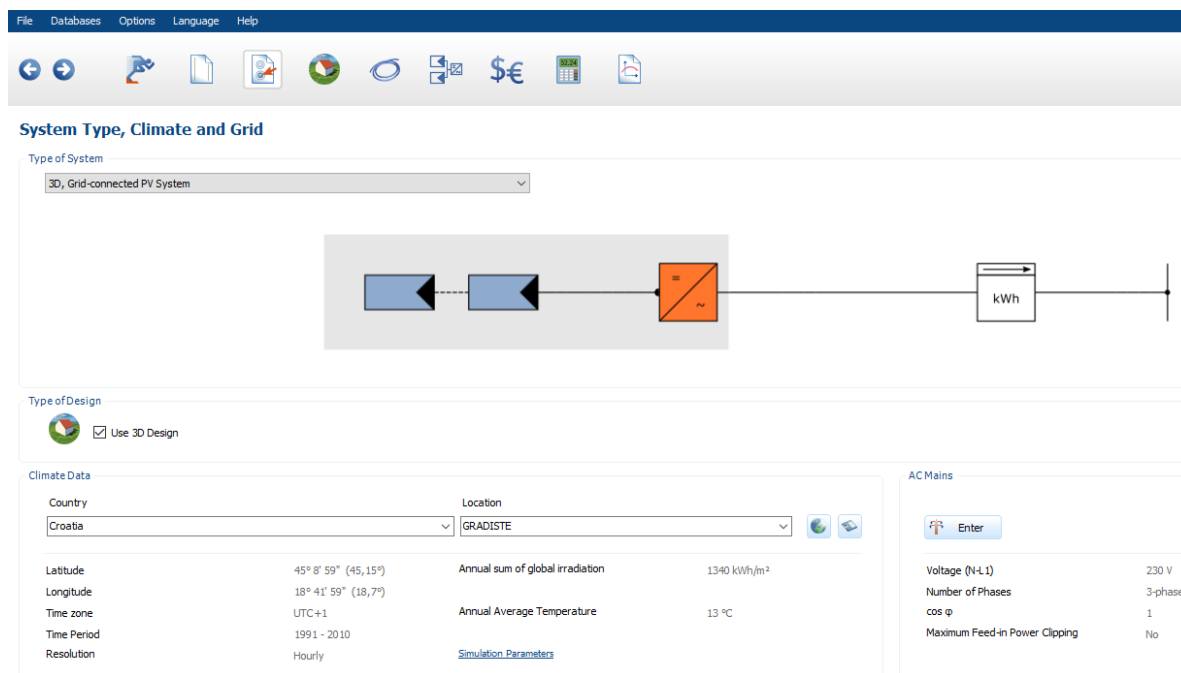 File Databases Options Language Help
$€
52,24
System Type, Climate and Grid
Type of System
3D, Grid-connected PV System
=
~
kWh
Type of Design
Use 3D Design
Climate Data
Country Location
Croatia GRADISTE
Latitude 45° 8' 59" (45,15°) Annual sum of global irradiation 1340 kWh/m²
Longitude 18° 41' 59" (18,7°)
Time zone UTC+1 Annual Average Temperature 13 °C
Time Period 1991 - 2010
Resolution Hourly Simulation Parameters
AC Mains
Enter
Voltage (N-L1) 230 V
Number of Phases 3-phase
cos φ 1
Maximum Feed-in Power Clipping No